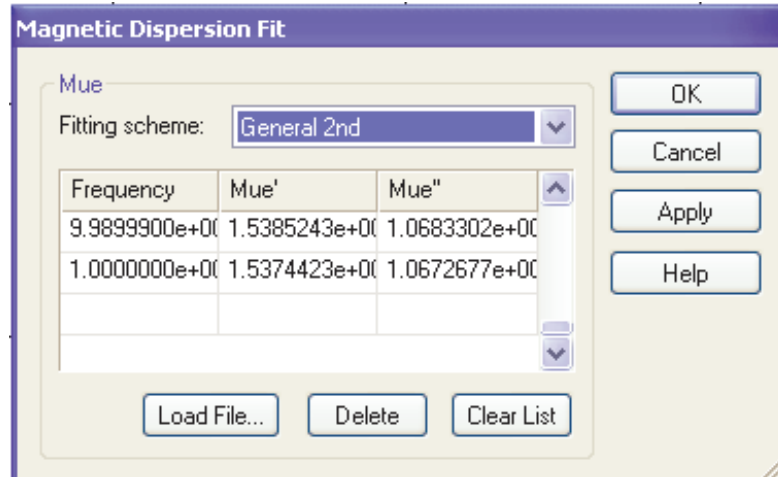 Magnetic Dispersion Fit
Mue
Fitting scheme: General 2nd
Frequency Mue' Mue"
9.9899900e+0( 1.5385243e+0( 1.0683302e+00
1.0000000e+0( 1.5374423e+0( 1.0672677e+00
Load File... Delete Clear List
OK
Cancel
Apply
Help